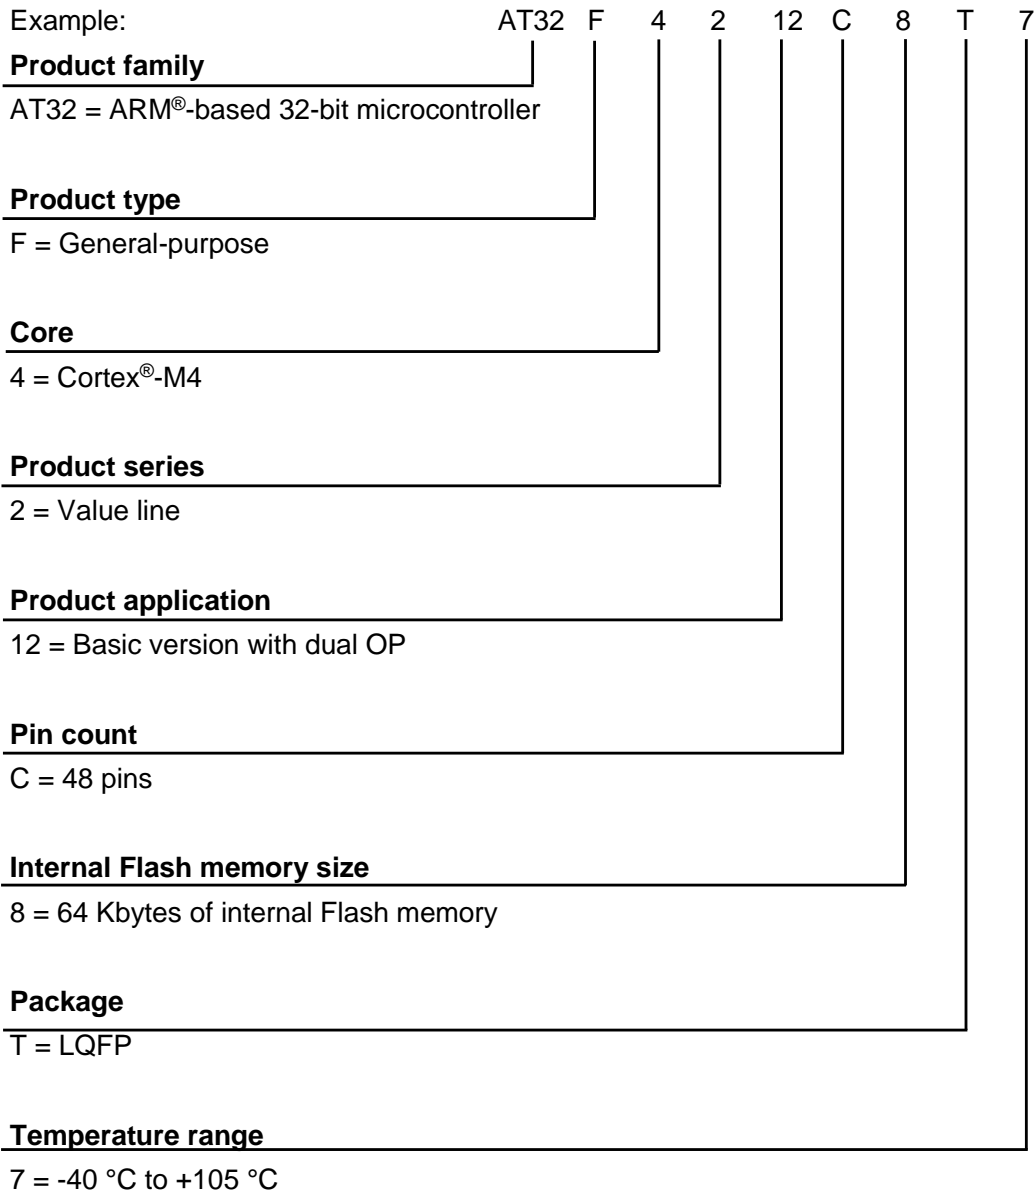 Example: AT32 F 4 2 12 C 8 T 7
Product family
AT32 = ARM®-based 32-bit microcontroller
Product type
F = General-purpose
Core
4 = Cortex®-M4
Product series
2 = Value line
Product application
12 = Basic version with dual OP
Pin count
C = 48 pins
Internal Flash memory size
8 = 64 Kbytes of internal Flash memory
Package
T = LQFP
Temperature range
7 = -40 °C to +105 °C